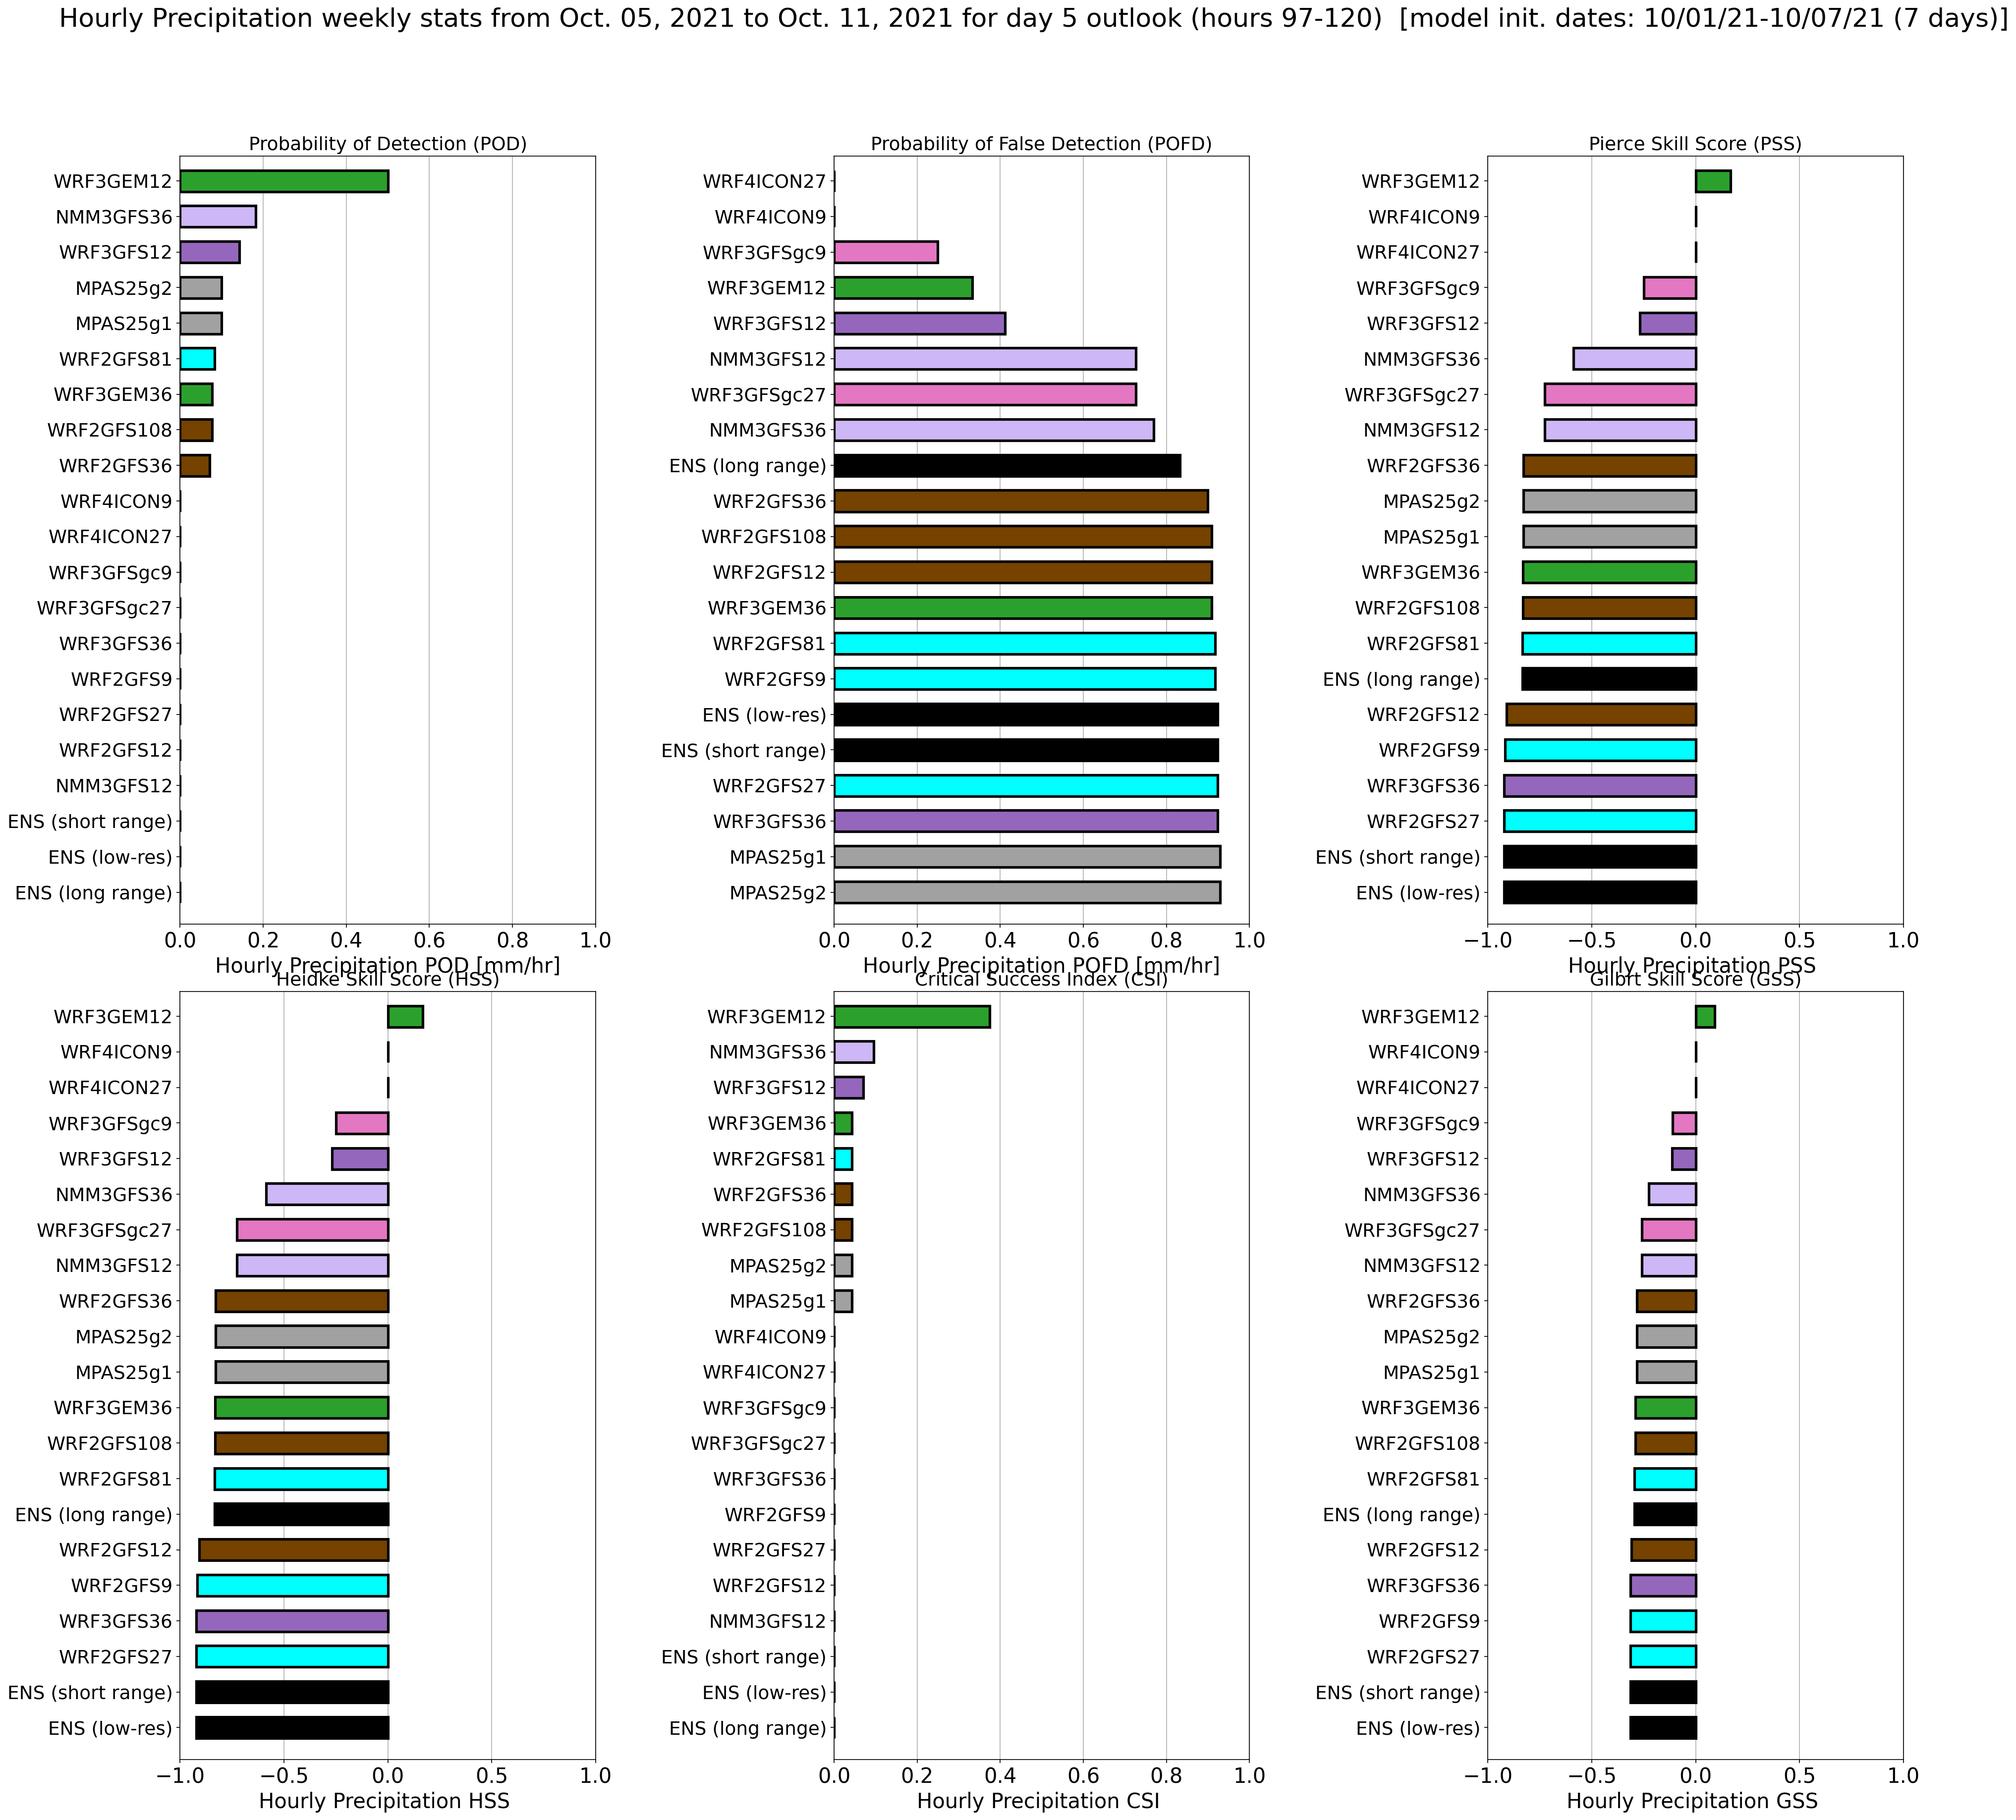 Hourly Precipitation weekly stats from Oct. 05, 2021 to Oct. 11, 2021 for day 5 outlook (hours 97-120)  [model init. dates: 10/01/21-10/07/21 (7 days)]
Probability of Detection (POD)
WRF3GEM12
NMM3GFS36
WRF3GFS12
MPAS25g2
MPAS25g1
WRF2GFS81
WRF3GEM36
WRF2GFS108
WRF2GFS36
WRF4ICON9
WRF4ICON27
WRF3GFSgc9
WRF3GFSgc27
WRF3GFS36
WRF2GFS9
WRF2GFS27
WRF2GFS12
NMM3GFS12
ENS (short range)
ENS (low-res)
ENS (long range)
0.0 0.2 0.4 0.6 0.8 1.0
Hourly Precipitation POD [mm/hr]
Probability of False Detection (POFD)
WRF4ICON27
WRF4ICON9
WRF3GFSgc9
WRF3GEM12
WRF3GFS12
NMM3GFS12
WRF3GFSgc27
NMM3GFS36
ENS (long range)
WRF2GFS36
WRF2GFS108
WRF2GFS12
WRF3GEM36
WRF2GFS81
WRF2GFS9
ENS (low-res)
ENS (short range)
WRF2GFS27
WRF3GFS36
MPAS25g1
MPAS25g2
0.0 0.2 0.4 0.6 0.8 1.0
Hourly Precipitation POFD [mm/hr]
Pierce Skill Score (PSS)
WRF3GEM12
WRF4ICON9
WRF4ICON27
WRF3GFSgc9
WRF3GFS12
NMM3GFS36
WRF3GFSgc27
NMM3GFS12
WRF2GFS36
MPAS25g2
MPAS25g1
WRF3GEM36
WRF2GFS108
WRF2GFS81
ENS (long range)
WRF2GFS12
WRF2GFS9
WRF3GFS36
WRF2GFS27
ENS (short range)
ENS (low-res)
−1.0 −0.5 0.0 0.5 1.0
Hourly Precipitation PSS
Heidke Skill Score (HSS)
WRF3GEM12
WRF4ICON9
WRF4ICON27
WRF3GFSgc9
WRF3GFS12
NMM3GFS36
WRF3GFSgc27
NMM3GFS12
WRF2GFS36
MPAS25g2
MPAS25g1
WRF3GEM36
WRF2GFS108
WRF2GFS81
ENS (long range)
WRF2GFS12
WRF2GFS9
WRF3GFS36
WRF2GFS27
ENS (short range)
ENS (low-res)
−1.0 −0.5 0.0 0.5 1.0
Hourly Precipitation HSS
Critical Success Index (CSI)
WRF3GEM12
NMM3GFS36
WRF3GFS12
WRF3GEM36
WRF2GFS81
WRF2GFS36
WRF2GFS108
MPAS25g2
MPAS25g1
WRF4ICON9
WRF4ICON27
WRF3GFSgc9
WRF3GFSgc27
WRF3GFS36
WRF2GFS9
WRF2GFS27
WRF2GFS12
NMM3GFS12
ENS (short range)
ENS (low-res)
ENS (long range)
0.0 0.2 0.4 0.6 0.8 1.0
Hourly Precipitation CSI
Gilbrt Skill Score (GSS)
WRF3GEM12
WRF4ICON9
WRF4ICON27
WRF3GFSgc9
WRF3GFS12
NMM3GFS36
WRF3GFSgc27
NMM3GFS12
WRF2GFS36
MPAS25g2
MPAS25g1
WRF3GEM36
WRF2GFS108
WRF2GFS81
ENS (long range)
WRF2GFS12
WRF3GFS36
WRF2GFS9
WRF2GFS27
ENS (short range)
ENS (low-res)
−1.0 −0.5 0.0 0.5 1.0
Hourly Precipitation GSS